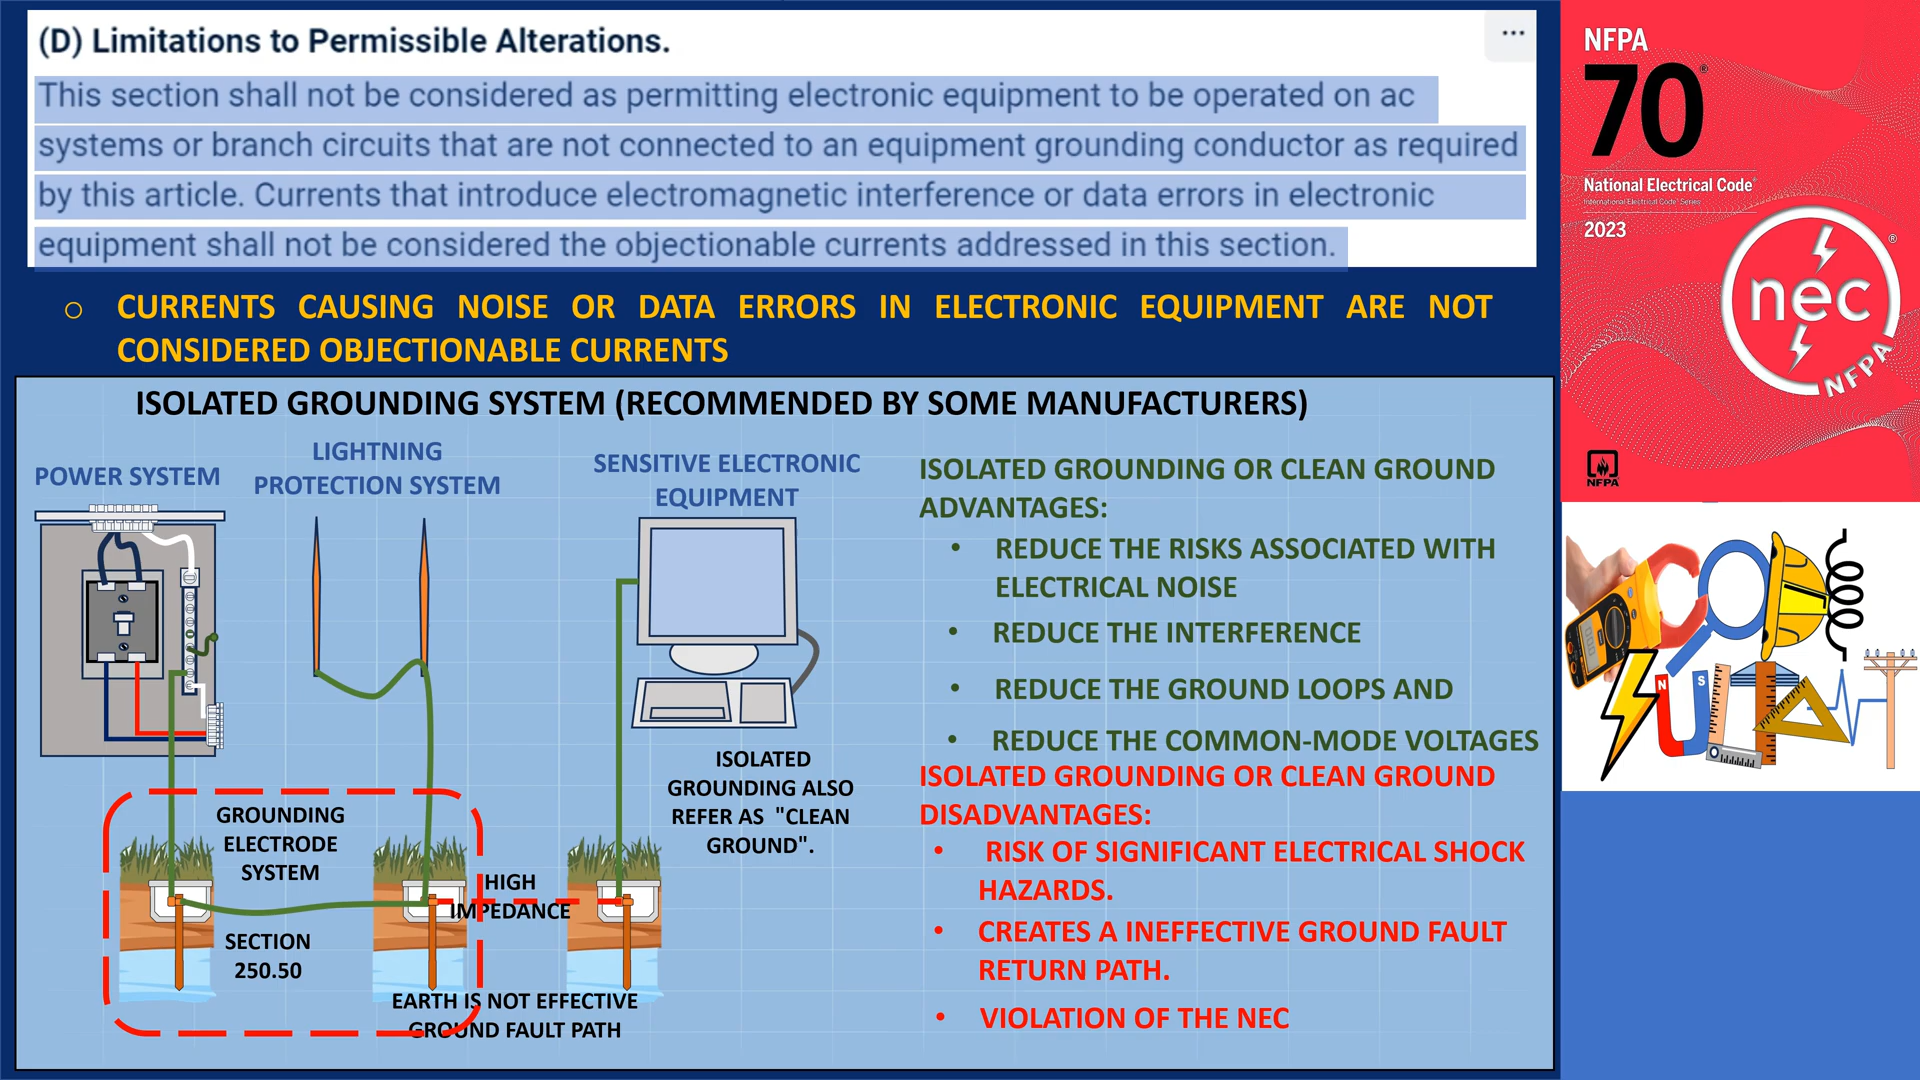 (D) Limitations to Permissible Alterations.
This section shall not be considered as permitting electronic equipment to be operated on ac
systems or branch circuits that are not connected to an equipment grounding conductor as required
by this article. Currents that introduce electromagnetic interference or data errors in electronic
equipment shall not be considered the objectionable currents addressed in this section.
CURRENTS CAUSING NOISE OR DATA ERRORS IN ELECTRONIC EQUIPMENT ARE NOT
CONSIDERED OBJECTIONABLE CURRENTS
ISOLATED GROUNDING SYSTEM (RECOMMENDED BY SOME MANUFACTURERS)
POWER SYSTEM
LIGHTNING
PROTECTION SYSTEM
SENSITIVE ELECTRONIC
EQUIPMENT
ISOLATED
GROUNDING ALSO
REFER AS "CLEAN
GROUND".
GROUNDING
ELECTRODE
SYSTEM
SECTION
250.50
HIGH
IMPEDANCE
EARTH IS NOT EFFECTIVE
GROUND FAULT PATH
ISOLATED GROUNDING OR CLEAN GROUND
ADVANTAGES:
• REDUCE THE RISKS ASSOCIATED WITH
ELECTRICAL NOISE
• REDUCE THE INTERFERENCE
• REDUCE THE GROUND LOOPS AND
• REDUCE THE COMMON-MODE VOLTAGES
ISOLATED GROUNDING OR CLEAN GROUND
DISADVANTAGES:
• RISK OF SIGNIFICANT ELECTRICAL SHOCK
HAZARDS.
• CREATES A INEFFECTIVE GROUND FAULT
RETURN PATH.
• VIOLATION OF THE NEC
NFPA
70®
National Electrical Code®
International Electrical Code® Series
2023
nec®
NFPA
NFPA
N S